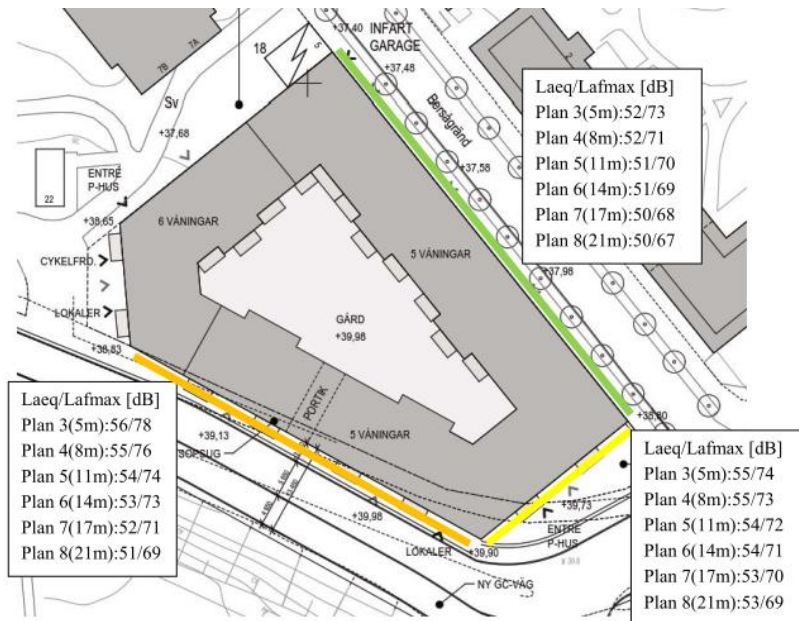 +37,40
INFART
GARAGE
7A
7B
18
S
+37,48
2
Laeq/Lafmax [dB]
Plan 3(5m):52/73
Plan 4(8m):52/71
Plan 5(11m):51/70
Plan 6(14m):51/69
Plan 7(17m):50/68
Plan 8(21m):50/67
Sv
Bersågränd
+37,68
+37,58
ENTRÉ
P-HUS
22
+38,65
6 VÅNINGAR
5 VÅNINGAR
CYKELFRD.
+37,98
LOKALER
GÅRD
+39,98
+38,83
PORTIK
+38,80
Laeq/Lafmax [dB]
Plan 3(5m):56/78
Plan 4(8m):55/76
Plan 5(11m):54/74
Plan 6(14m):53/73
Plan 7(17m):52/71
Plan 8(21m):51/69
+39,13
SOPSUG
5 VÅNINGAR
+39,98
Laeq/Lafmax [dB]
Plan 3(5m):55/74
Plan 4(8m):55/73
Plan 5(11m):54/72
Plan 6(14m):54/71
Plan 7(17m):53/70
Plan 8(21m):53/69
+39,73
ENTRÉ
P-HUS
LOKALER
+39,90
NY GC-VÄG